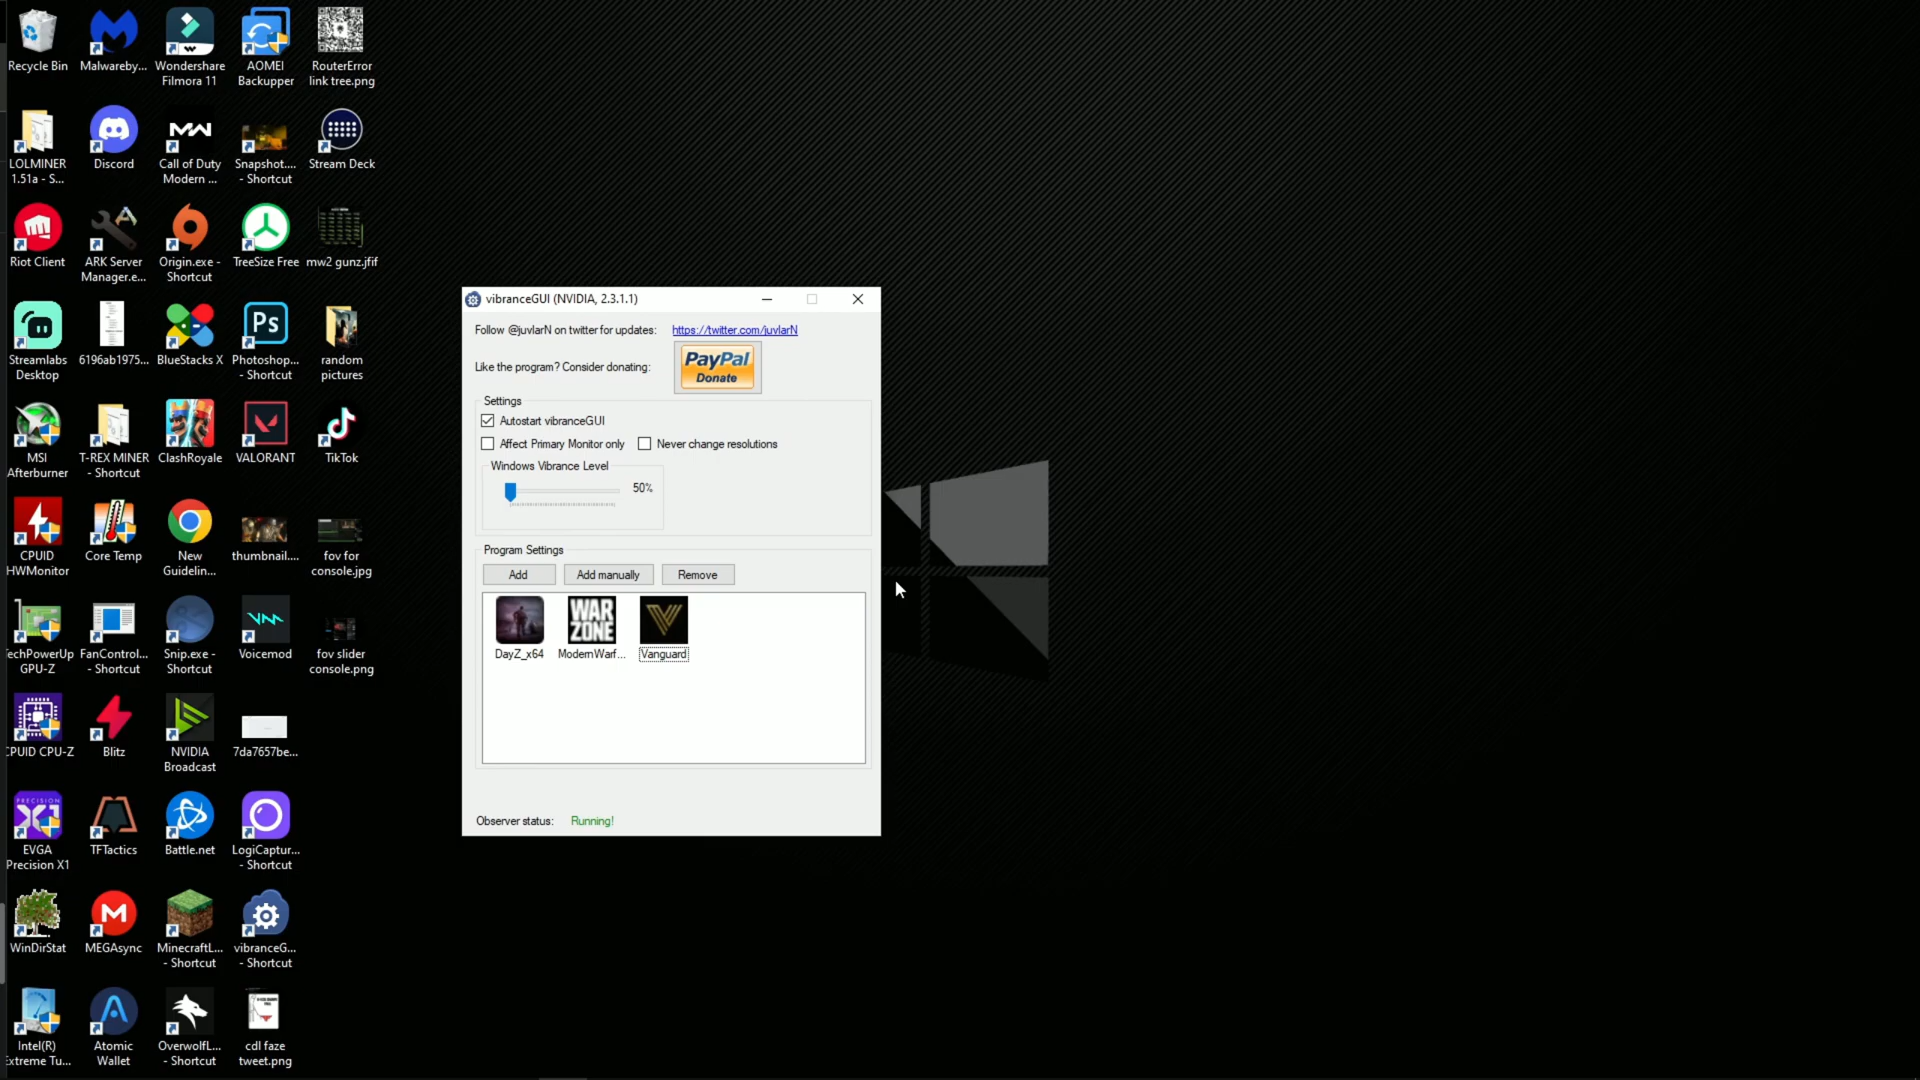 Recycle Bin
Malwareby...
Wondershare
Filmora 11
AOMEI
Backupper
RouterError
link tree.png
LOLMINER
1.51a - S...
Discord
Call of Duty
Modern ...
Snapshot....
- Shortcut
Stream Deck
Riot Client
ARK Server
Manager.e...
Origin.exe -
Shortcut
TreeSize Free
mw2 gunz.jfif
Streamlabs
Desktop
6196ab1975...
BlueStacks X
Ps
Photoshop...
- Shortcut
random
pictures
MSI
Afterburner
T-REX MINER
- Shortcut
ClashRoyale
VALORANT
TikTok
CPUID
HWMonitor
Core Temp
New
Guidelin...
thumbnail....
fov for
console.jpg
TechPowerUp
GPU-Z
FanControl...
- Shortcut
Snip.exe -
Shortcut
Voicemod
fov slider
console.png
CPUID CPU-Z
Blitz
NVIDIA
Broadcast
7da7657be...
PRECISION
X1
EVGA
Precision X1
TFTactics
Battle.net
LogiCaptur...
- Shortcut
WinDirStat
MEGAsync
MinecraftL...
- Shortcut
vibranceG...
- Shortcut
Intel(R)
Extreme Tu...
Atomic
Wallet
OverwolfL...
- Shortcut
cdl faze
tweet.png
vibranceGUI (NVIDIA, 2.3.1.1)
Follow @juvlarN on twitter for updates:
https://twitter.com/juvlarN
Like the program? Consider donating:
PayPal
Donate
Settings
Autostart vibranceGUI
Affect Primary Monitor only
Never change resolutions
Windows Vibrance Level
50%
Program Settings
Add
Add manually
Remove
WAR
ZONE
DayZ_x64
ModernWarf...
Vanguard
Observer status:
Running!